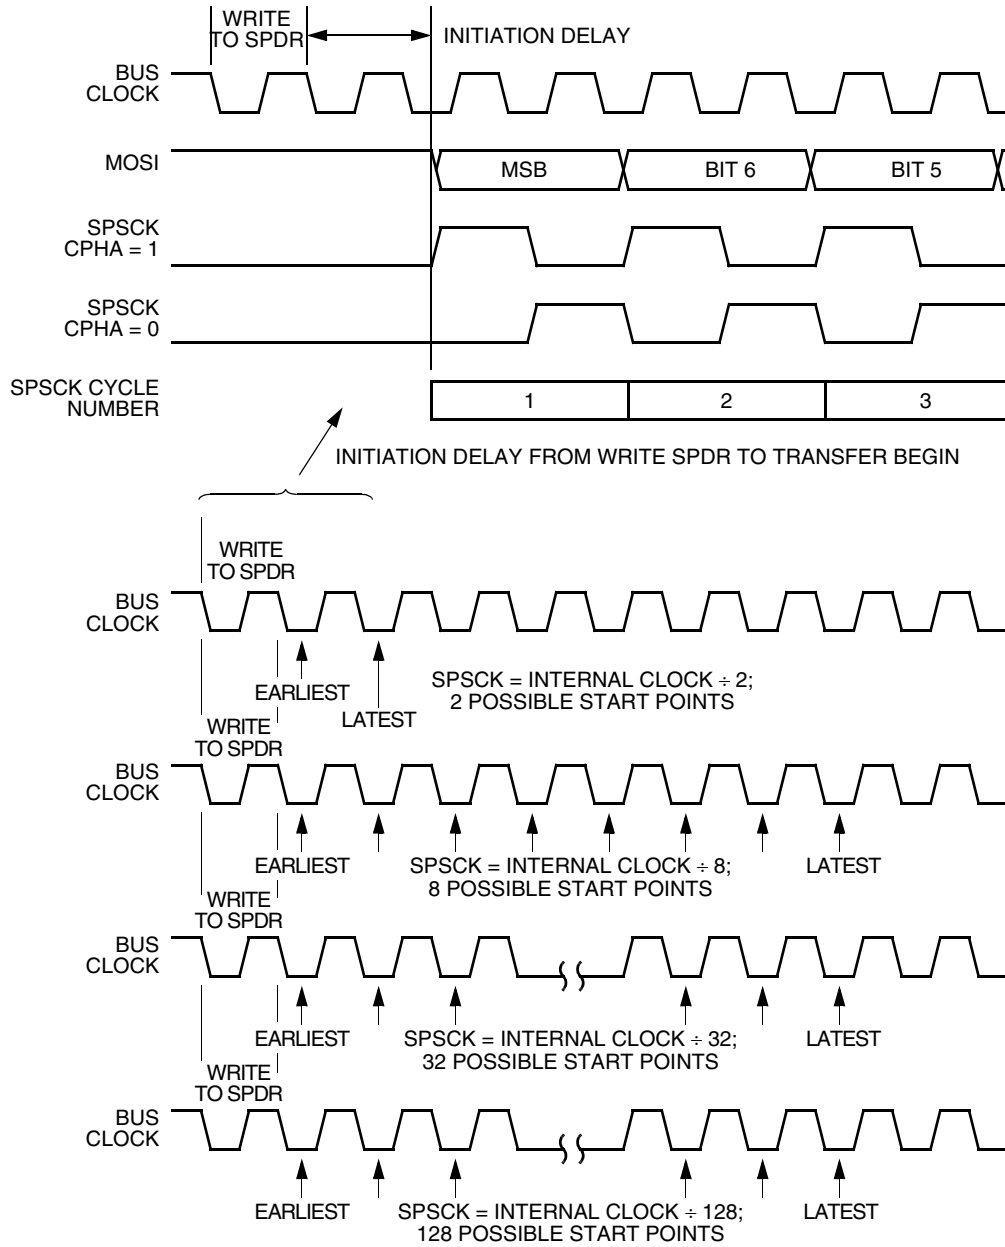 WRITE
TO SPDR
INITIATION DELAY
BUS
CLOCK
MOSI
MSB
BIT 6
BIT 5
SPSCK
CPHA = 1
SPSCK
CPHA = 0
SPSCK CYCLE
NUMBER
1
2
3
INITIATION DELAY FROM WRITE SPDR TO TRANSFER BEGIN
WRITE
TO SPDR
BUS
CLOCK
EARLIEST
LATEST
SPSCK = INTERNAL CLOCK ÷ 2;
2 POSSIBLE START POINTS
WRITE
TO SPDR
BUS
CLOCK
EARLIEST
SPSCK = INTERNAL CLOCK ÷ 8;
8 POSSIBLE START POINTS
LATEST
WRITE
TO SPDR
BUS
CLOCK
EARLIEST
SPSCK = INTERNAL CLOCK ÷ 32;
32 POSSIBLE START POINTS
LATEST
WRITE
TO SPDR
BUS
CLOCK
EARLIEST
SPSCK = INTERNAL CLOCK ÷ 128;
128 POSSIBLE START POINTS
LATEST